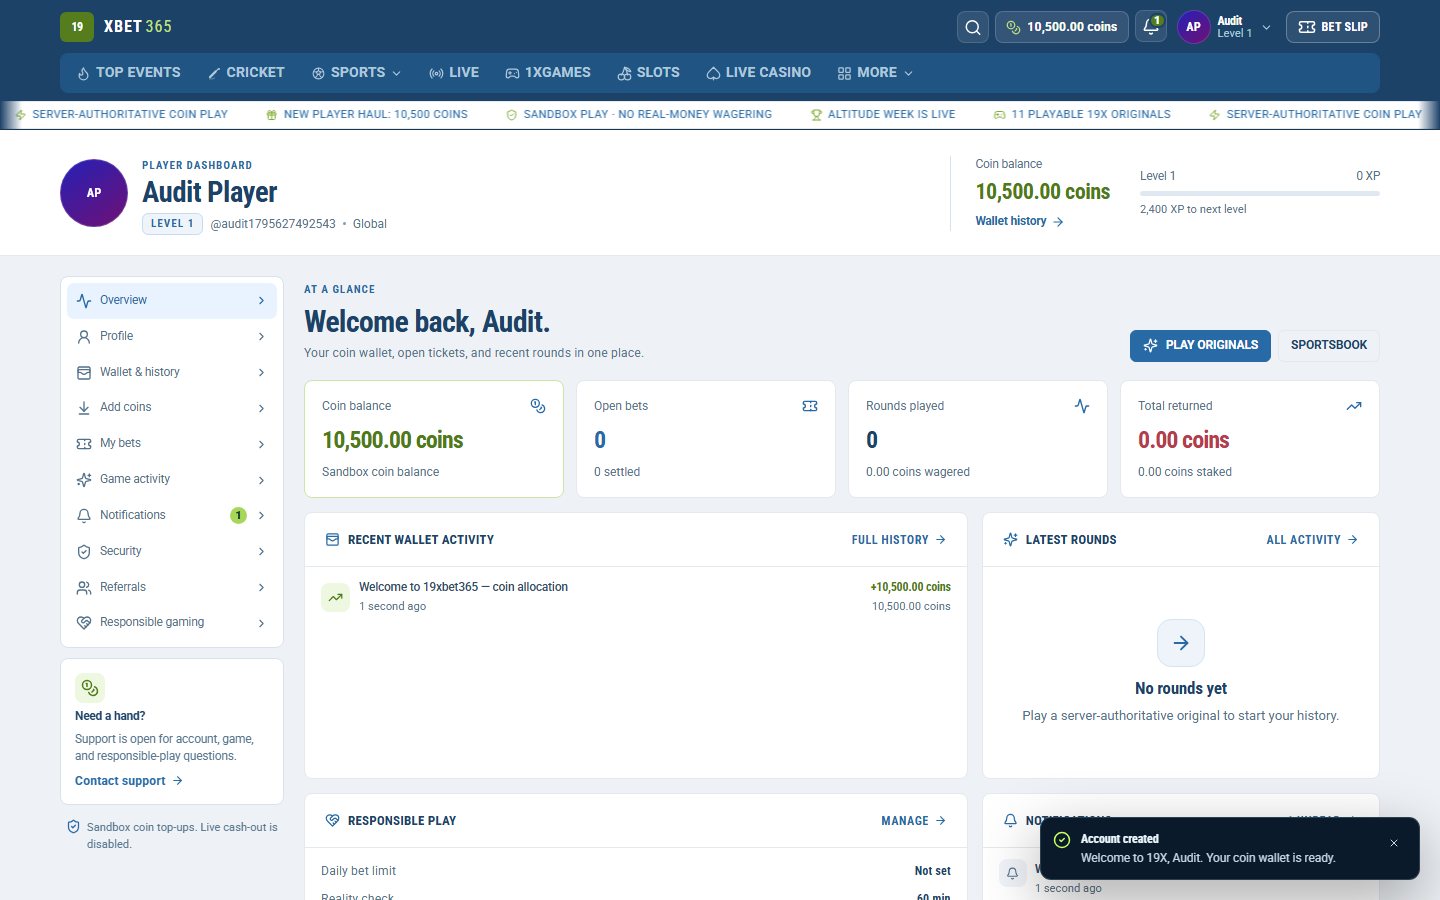 19 XBET 365
10,500.00 coins
1
AP
Audit
Level 1
BET SLIP
TOP EVENTS CRICKET SPORTS LIVE 1XGAMES SLOTS LIVE CASINO MORE
SERVER-AUTHORITATIVE COIN PLAY NEW PLAYER HAUL: 10,500 COINS SANDBOX PLAY · NO REAL-MONEY WAGERING ALTITUDE WEEK IS LIVE 11 PLAYABLE 19X ORIGINALS SERVER-AUTHORITATIVE COIN PLAY
AP
PLAYER DASHBOARD
Audit Player
LEVEL 1 @audit1795627492543 • Global
Coin balance
10,500.00 coins
Wallet history
Level 1 0 XP
2,400 XP to next level
Overview
Profile
Wallet & history
Add coins
My bets
Game activity
Notifications 1
Security
Referrals
Responsible gaming
Need a hand?
Support is open for account, game,
and responsible-play questions.
Contact support
Sandbox coin top-ups. Live cash-out is
disabled.
AT A GLANCE
Welcome back, Audit.
Your coin wallet, open tickets, and recent rounds in one place.
PLAY ORIGINALS SPORTSBOOK
Coin balance
10,500.00 coins
Sandbox coin balance
Open bets
0
0 settled
Rounds played
0
0.00 coins wagered
Total returned
0.00 coins
0.00 coins staked
RECENT WALLET ACTIVITY FULL HISTORY
Welcome to 19xbet365 — coin allocation +10,500.00 coins
1 second ago 10,500.00 coins
LATEST ROUNDS ALL ACTIVITY
No rounds yet
Play a server-authoritative original to start your history.
RESPONSIBLE PLAY MANAGE
Daily bet limit Not set
Reality check 60 min
1 second ago
Account created
Welcome to 19X, Audit. Your coin wallet is ready.